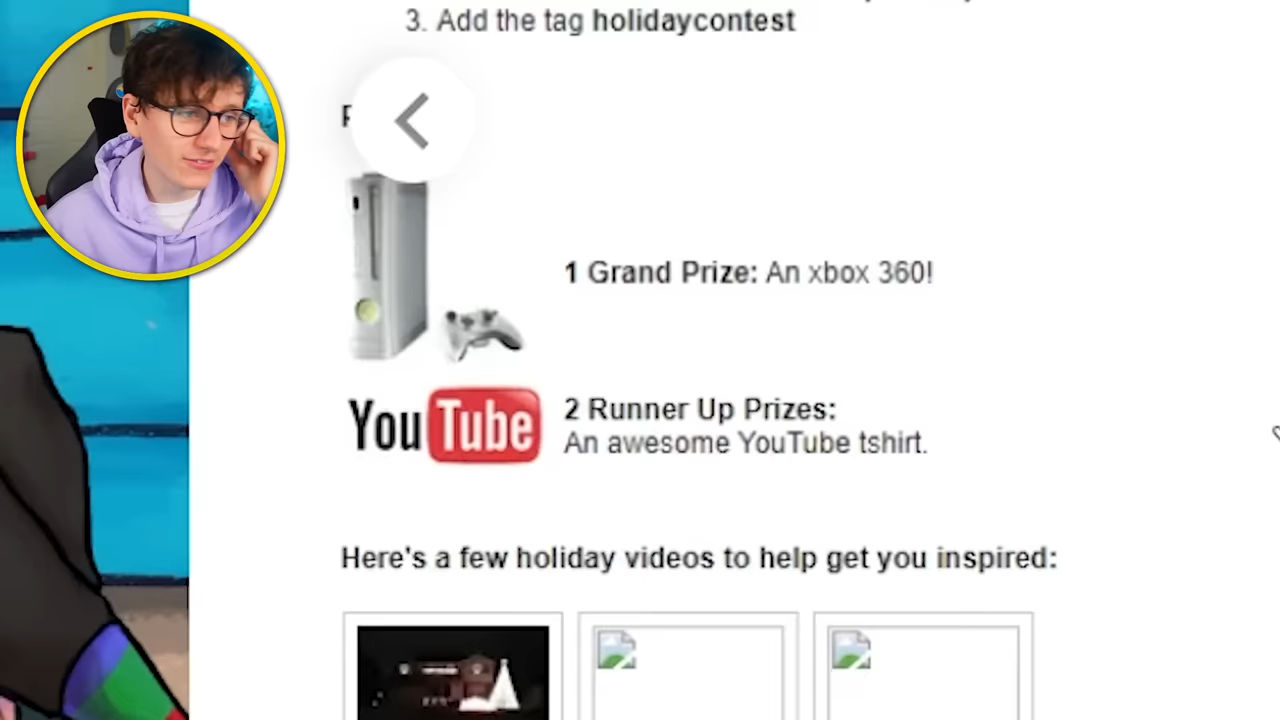 3. Add the tag holidaycontest
1 Grand Prize: An xbox 360!
YouTube
2 Runner Up Prizes:
An awesome YouTube tshirt.
Here's a few holiday videos to help get you inspired: